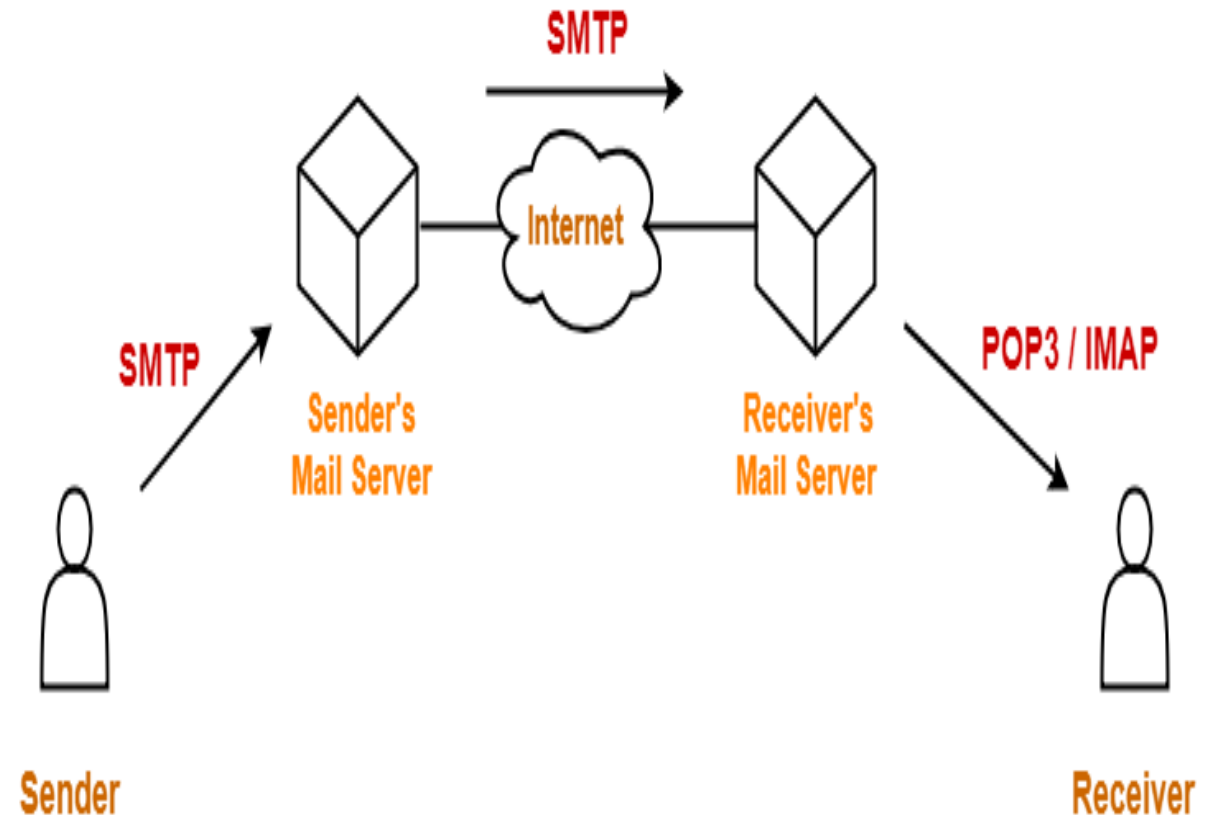 SMTP
Internet
SMTP
POP3 / IMAP
Sender's
Mail Server
Receiver's
Mail Server
Sender
Receiver